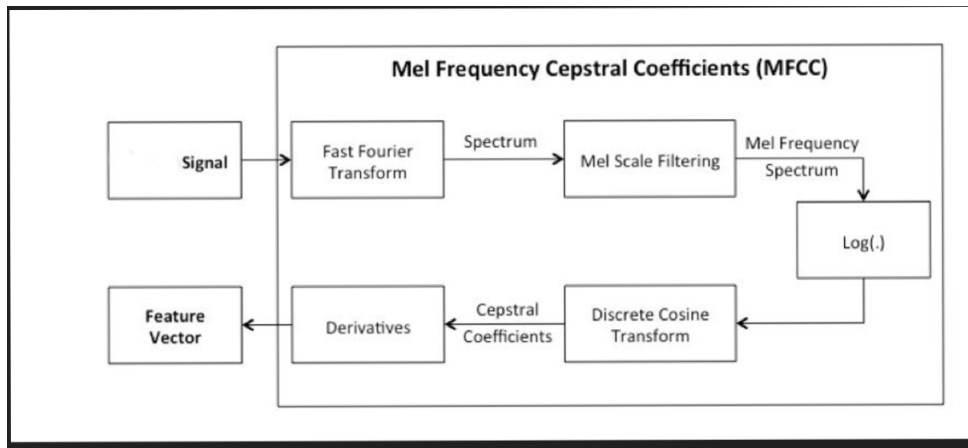 Mel Frequency Cepstral Coefficients (MFCC)
Signal
Fast Fourier
Transform
Spectrum
Mel Scale Filtering
Mel Frequency
Spectrum
Log(.)
Discrete Cosine
Transform
Cepstral
Coefficients
Derivatives
Feature
Vector